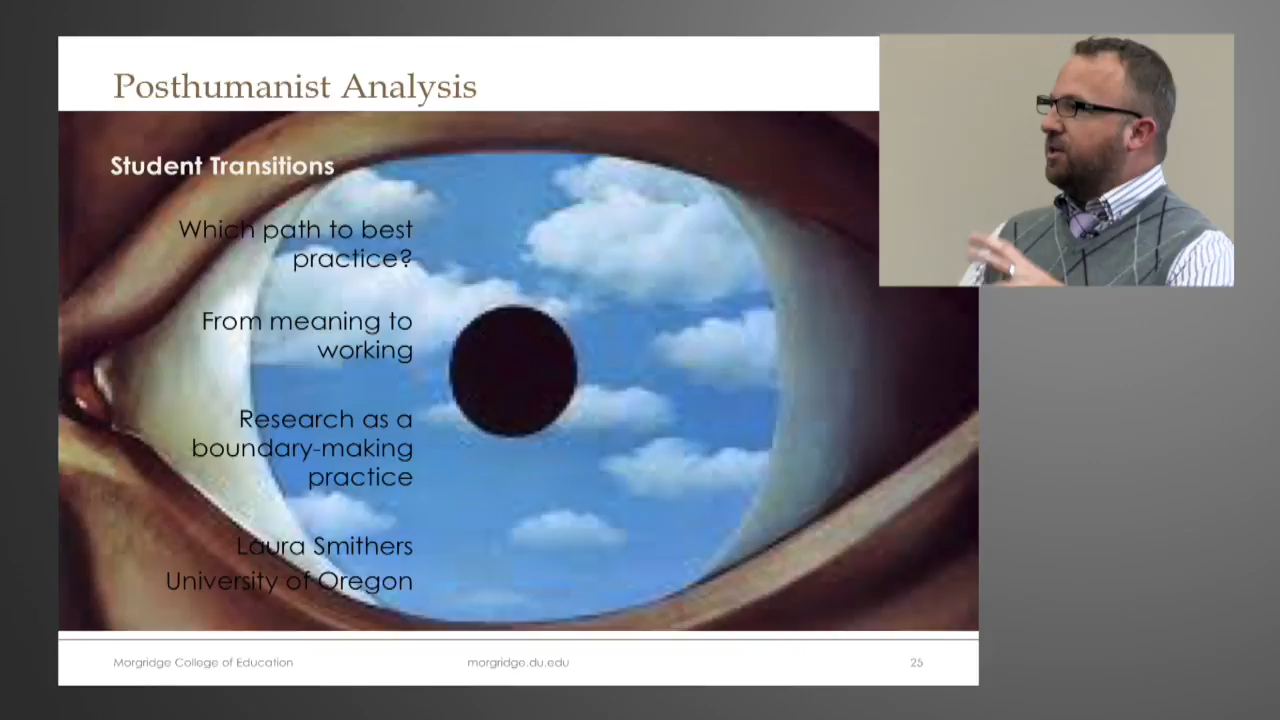 Posthumanist Analysis
Student Transitions
Which path to best
practice?
From meaning to
working
Research as a
boundary-making
practice
Laura Smithers
University of Oregon
Morgridge College of Education
morgridge.du.edu
25